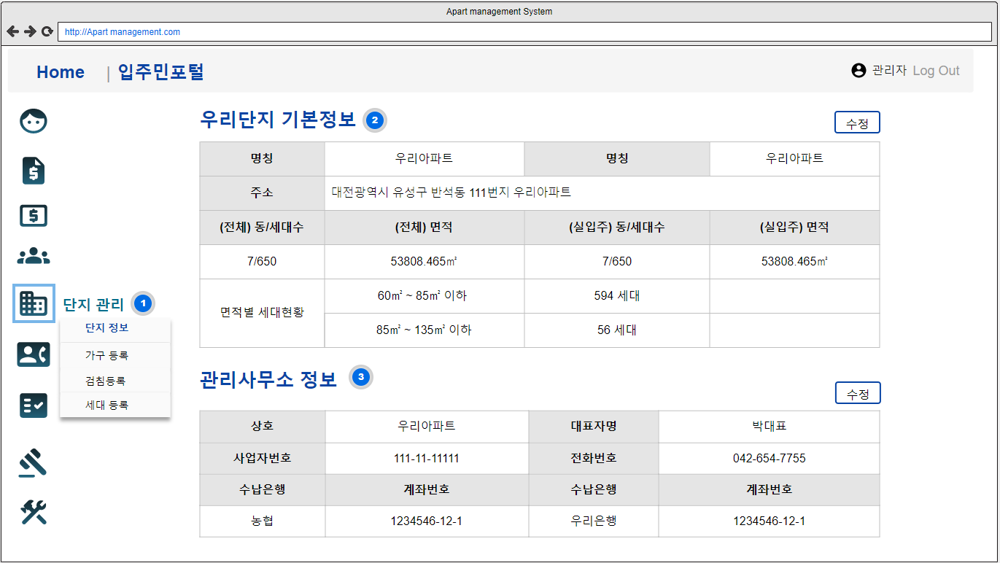 Apart management System
http://Apart management.com
Home | 입주민포털 관리자 Log Out
단지 관리 1
단지 정보
가구 등록
검침등록
세대 등록
우리단지 기본정보 2 수정
명칭 우리아파트 명칭 우리아파트
주소 대전광역시 유성구 반석동 111번지 우리아파트
(전체) 동/세대수 (전체) 면적 (실입주) 동/세대수 (실입주) 면적
7/650 53808.465㎡ 7/650 53808.465㎡
면적별 세대현황 60㎡ ~ 85㎡ 이하 594 세대
85㎡ ~ 135㎡ 이하 56 세대
관리사무소 정보 3 수정
상호 우리아파트 대표자명 박대표
사업자번호 111-11-11111 전화번호 042-654-7755
수납은행 계좌번호 수납은행 계좌번호
농협 1234546-12-1 우리은행 1234546-12-1